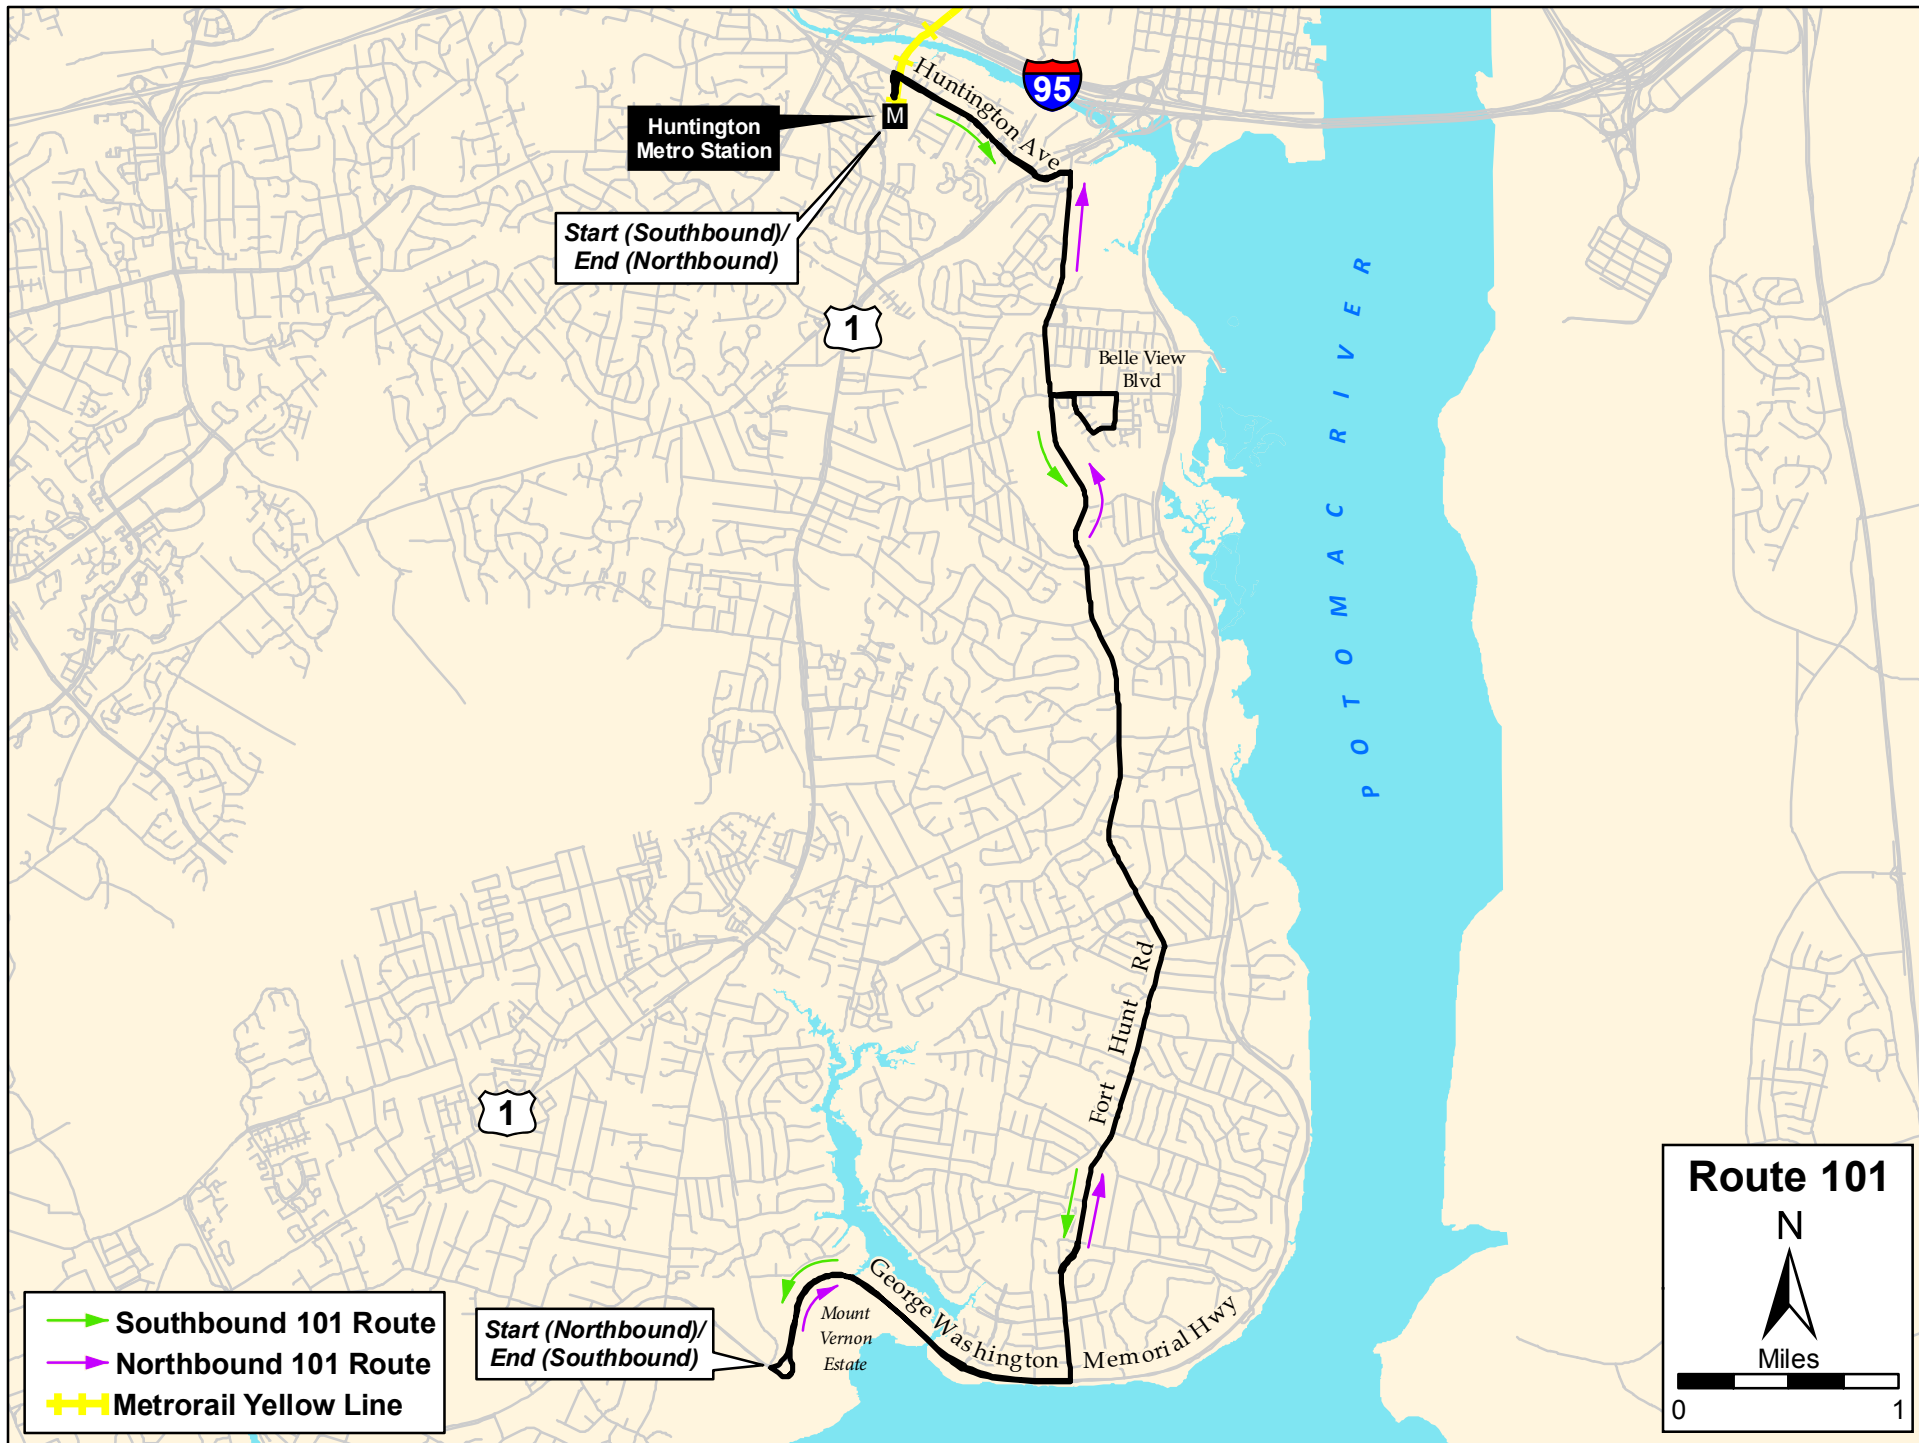 Huntington Ave
95
Huntington
Metro Station
M
Start (Southbound)/
End (Northbound)
1
Belle View
Blvd
POTOMAC RIVER
Fort Hunt Rd
1
George Washington Memorial Hwy
Mount
Vernon
Estate
Start (Northbound)/
End (Southbound)
Southbound 101 Route
Northbound 101 Route
Metrorail Yellow Line
Route 101
N
Miles
0 1